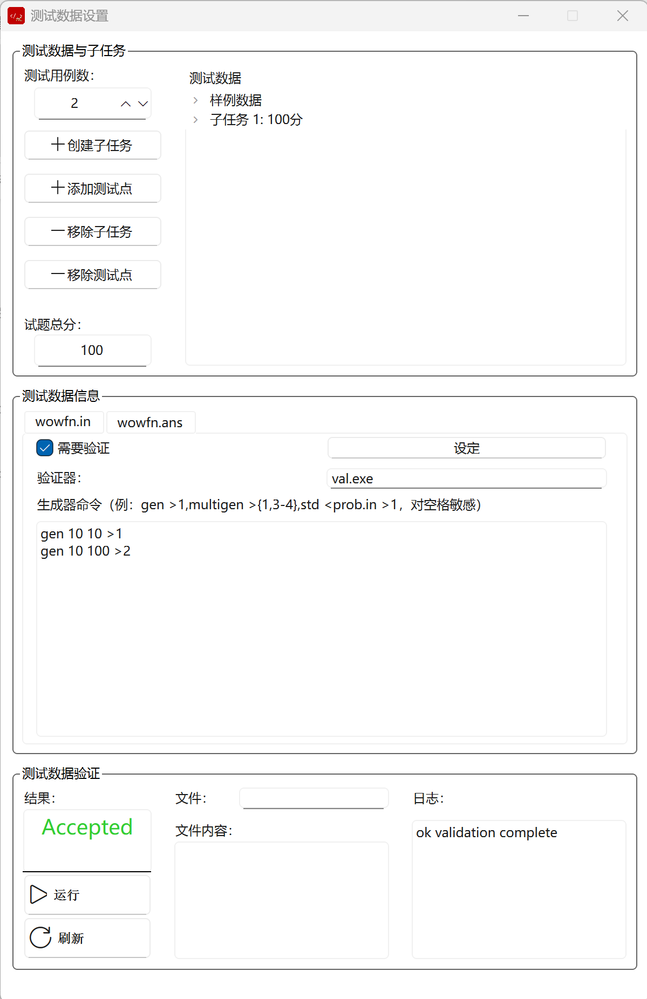 测试数据设置
测试数据与子任务
测试用例数：
2
创建子任务
添加测试点
移除子任务
移除测试点
试题总分：
100
测试数据
样例数据
子任务 1: 100分
测试数据信息
wowfn.in
wowfn.ans
需要验证
设定
验证器：
val.exe
生成器命令（例：gen >1,multigen >{1,3-4},std <prob.in >1，对空格敏感）
gen 10 10 >1
gen 10 100 >2
测试数据验证
结果：
Accepted
运行
刷新
文件：
文件内容：
日志：
ok validation complete